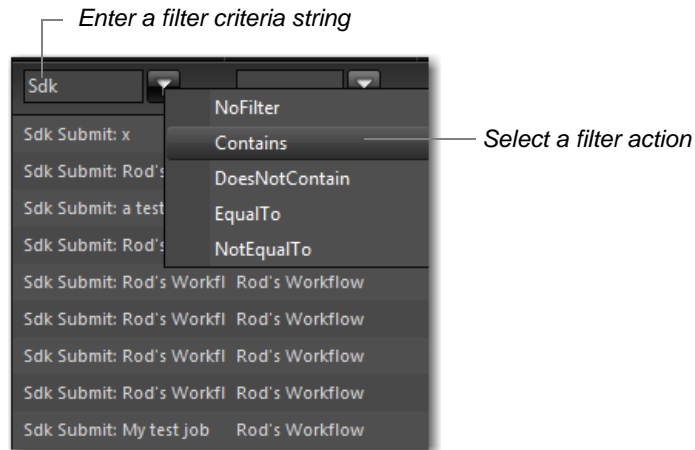 Enter a filter criteria string
Sdk
NoFilter
Sdk Submit: x
Contains
Select a filter action
Sdk Submit: Rod's
DoesNotContain
Sdk Submit: a test
EqualTo
Sdk Submit: Rod's
NotEqualTo
Sdk Submit: Rod's Workfl Rod's Workflow
Sdk Submit: Rod's Workfl Rod's Workflow
Sdk Submit: Rod's Workfl Rod's Workflow
Sdk Submit: Rod's Workfl Rod's Workflow
Sdk Submit: My test job Rod's Workflow